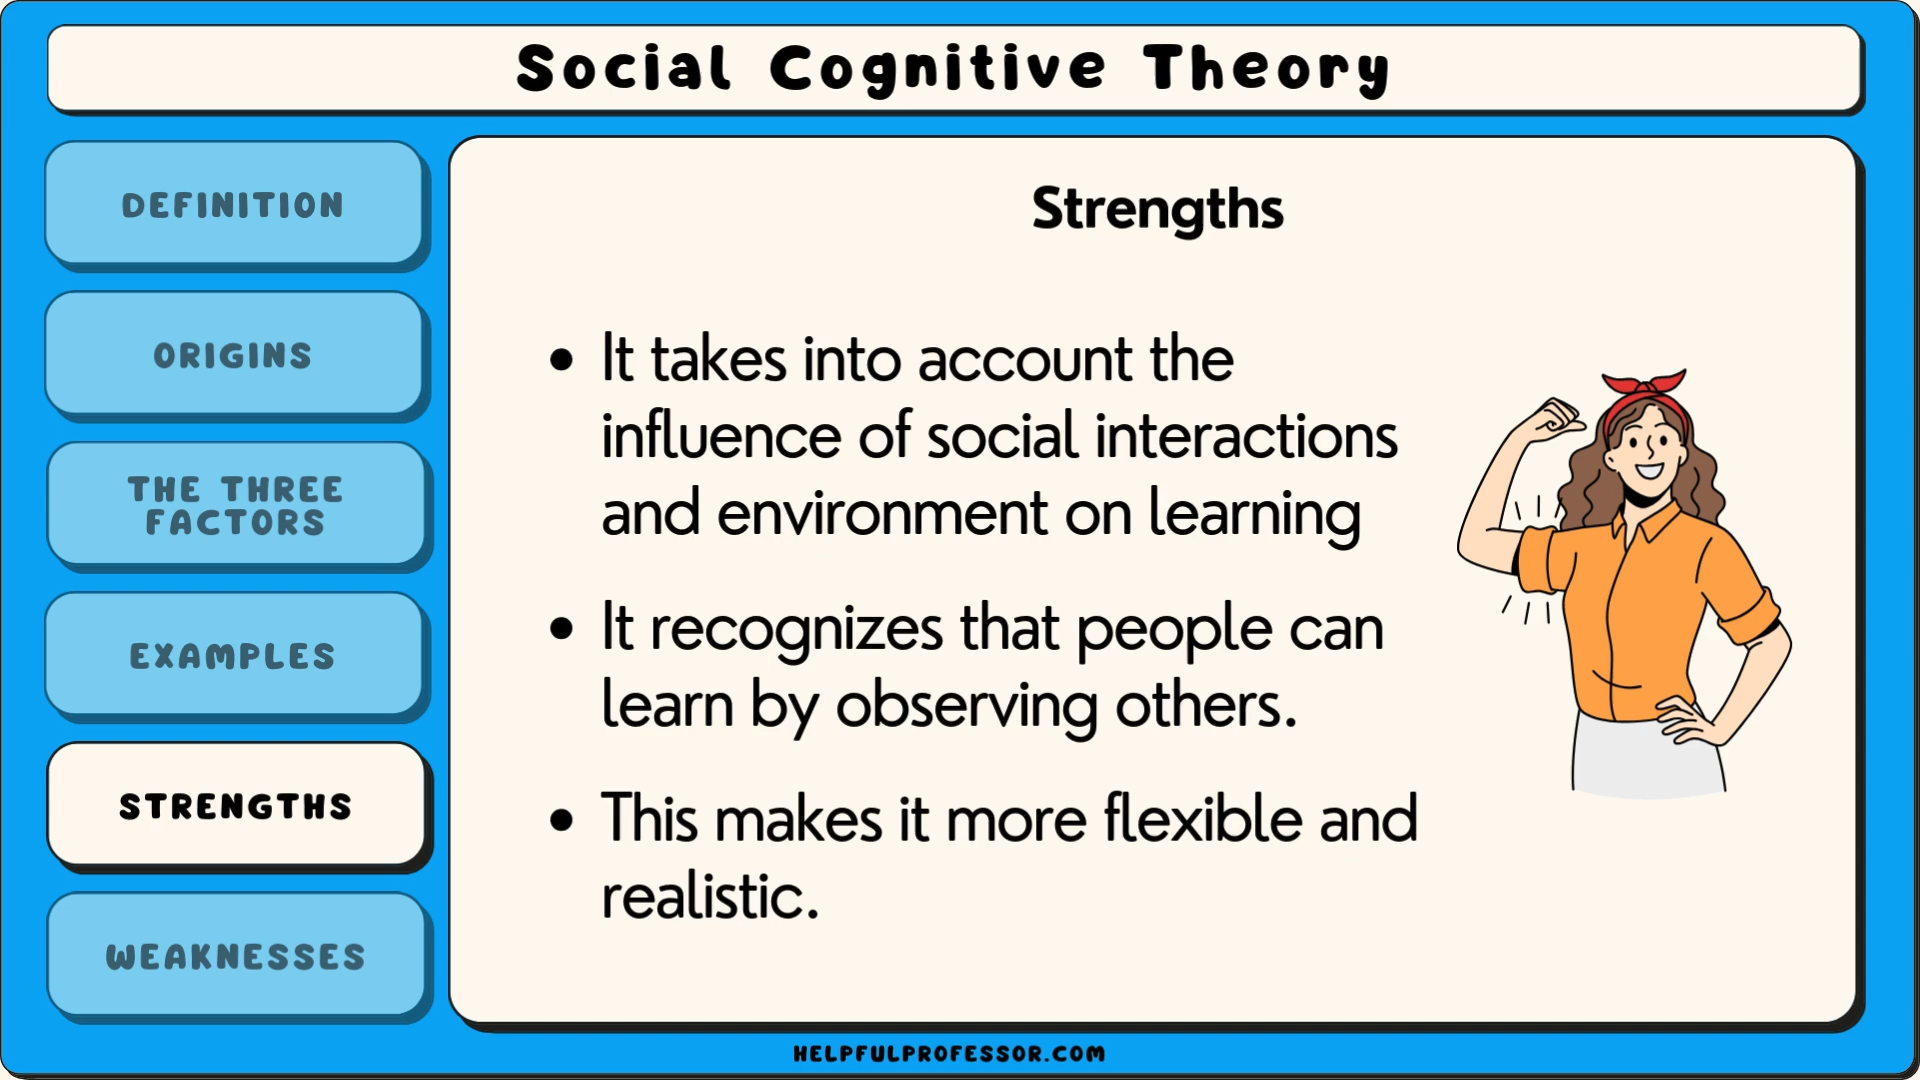 Social Cognitive Theory
DEFINITION
ORIGINS
THE THREE
FACTORS
EXAMPLES
STRENGTHS
WEAKNESSES
Strengths
• It takes into account the
influence of social interactions
and environment on learning
• It recognizes that people can
learn by observing others.
• This makes it more flexible and
realistic.
HELPFULPROFESSOR.COM